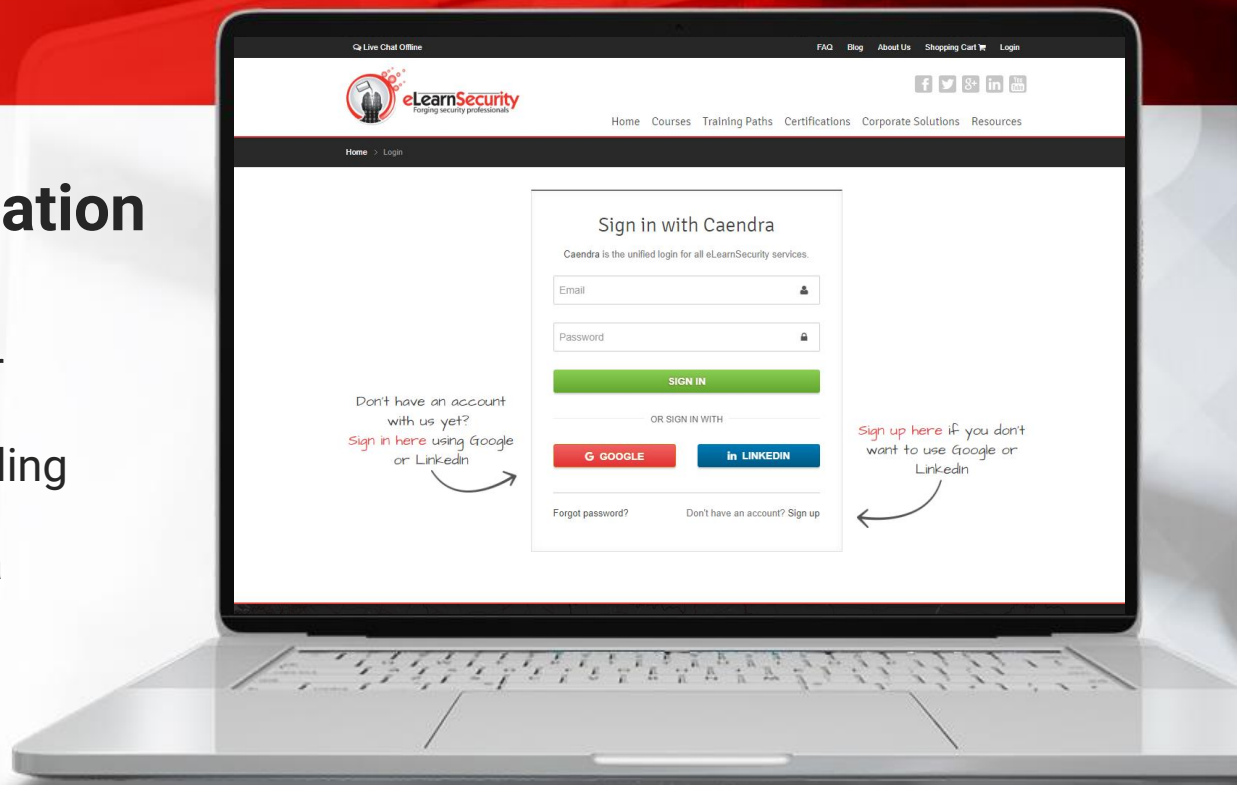 Live Chat Offline
FAQ Blog About Us Shopping Cart Login
eLearnSecurity
Forging security professionals
Home Courses Training Paths Certifications Corporate Solutions Resources
Home > Login
ation
Sign in with Caendra
Caendra is the unified login for all eLearnSecurity services.
Email
Password
SIGN IN
ling
Don't have an account
with us yet?
Sign in here using Google
or Linkedin
OR SIGN IN WITH
G GOOGLE
in LINKEDIN
Sign up here if you don't
want to use Google or
Linkedin
Forgot password?
Don't have an account? Sign up